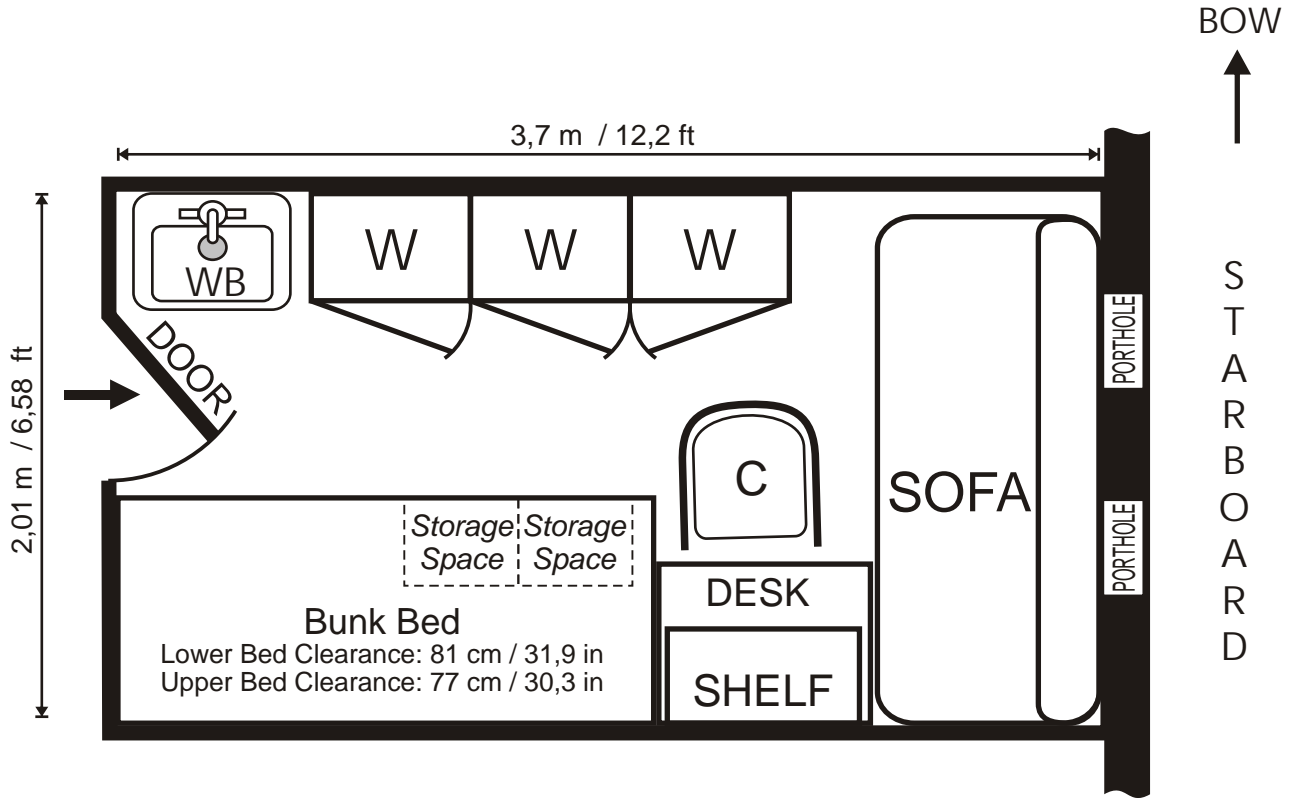 BOW
3,7 m / 12,2 ft
STARBOARD
2,01 m / 6,58 ft
WB
W
W
W
DOOR
PORTHOLE
C
SOFA
PORTHOLE
Storage Space
Storage Space
DESK
Bunk Bed
Lower Bed Clearance: 81 cm / 31,9 in
Upper Bed Clearance: 77 cm / 30,3 in
SHELF